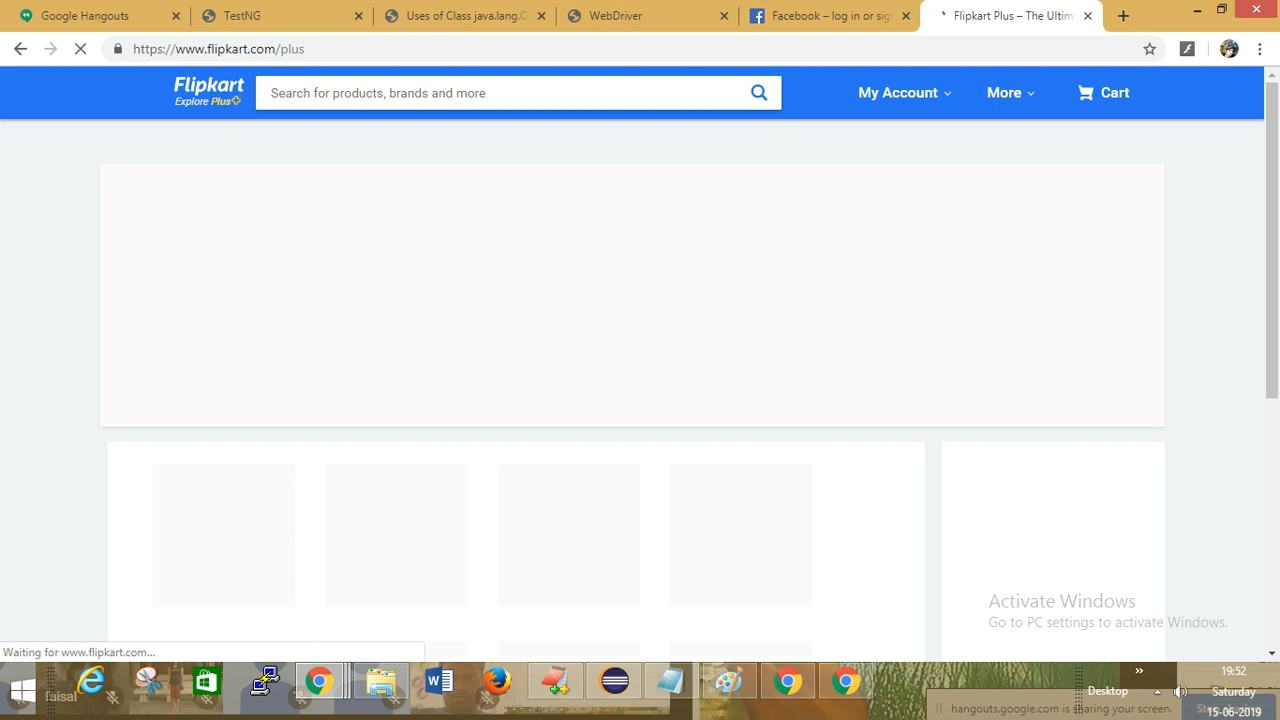 Google Hangouts
TestNG
Uses of Class java.lang.O
WebDriver
Facebook – log in or sig
Flipkart Plus – The Ultim
https://www.flipkart.com/plus
Flipkart
Explore Plus
Search for products, brands and more
My Account
More
Cart
Activate Windows
Go to PC settings to activate Windows.
Waiting for www.flipkart.com...
faisal
Desktop
»
19:52
Saturday
15-06-2019
hangouts.google.com is sharing your screen.